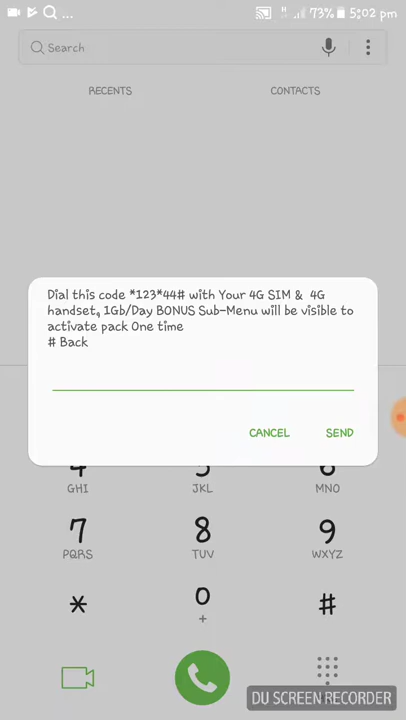 ... 73% 5:02 pm
Search
RECENTS CONTACTS
Dial this code *123*44# with Your 4G SIM & 4G
handset, 1Gb/Day BONUS Sub-Menu will be visible to
activate pack One time
# Back
CANCEL SEND
4 5 6
GHI JKL MNO
7 8 9
PQRS TUV WXYZ
* 0 #
+
DU SCREEN RECORDER